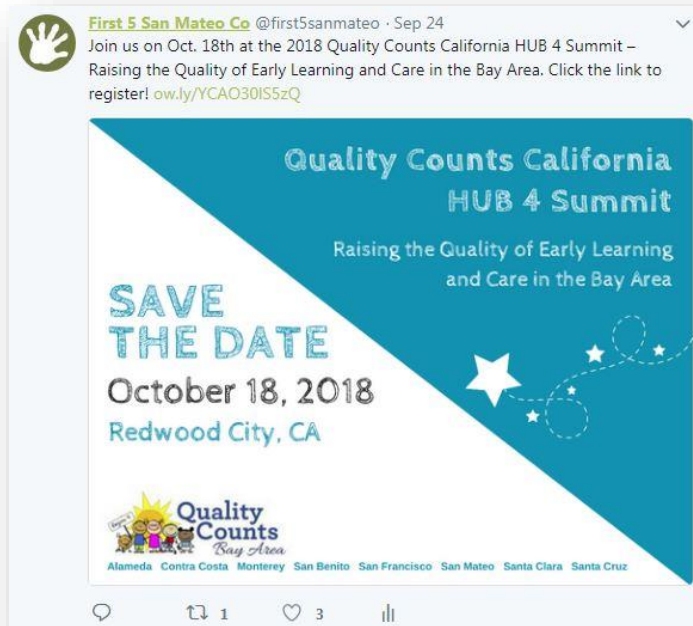 First 5 San Mateo Co @first5sanmateo · Sep 24
Join us on Oct. 18th at the 2018 Quality Counts California HUB 4 Summit –
Raising the Quality of Early Learning and Care in the Bay Area. Click the link to
register! ow.ly/YCAO30lS5zQ
Quality Counts California
HUB 4 Summit
Raising the Quality of Early Learning
and Care in the Bay Area
SAVE
THE DATE
October 18, 2018
Redwood City, CA
Quality
Counts
Bay Area
Alameda Contra Costa Monterey San Benito San Francisco San Mateo Santa Clara Santa Cruz
1 3